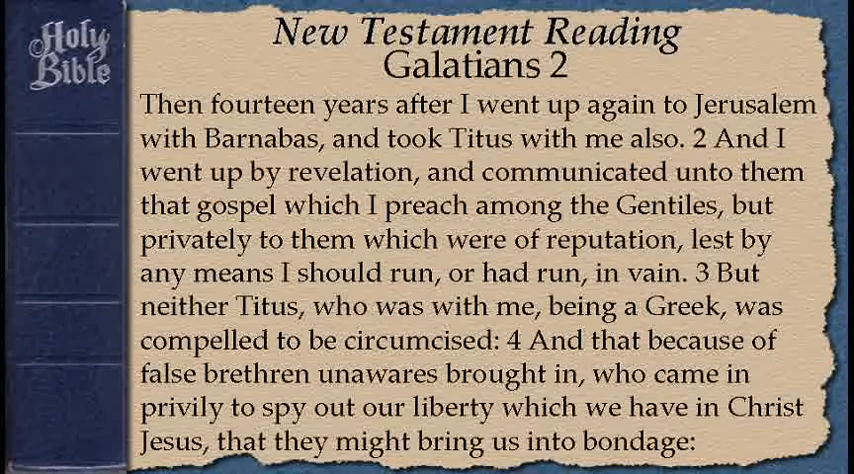 Holy
Bible
New Testament Reading
Galatians 2
Then fourteen years after I went up again to Jerusalem
with Barnabas, and took Titus with me also. 2 And I
went up by revelation, and communicated unto them
that gospel which I preach among the Gentiles, but
privately to them which were of reputation, lest by
any means I should run, or had run, in vain. 3 But
neither Titus, who was with me, being a Greek, was
compelled to be circumcised: 4 And that because of
false brethren unawares brought in, who came in
privily to spy out our liberty which we have in Christ
Jesus, that they might bring us into bondage: